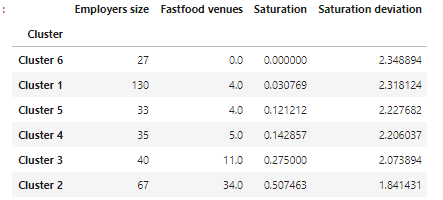 :
Employers size Fastfood venues Saturation Saturation deviation
Cluster
Cluster 6 27 0.0 0.000000 2.348894
Cluster 1 130 4.0 0.030769 2.318124
Cluster 5 33 4.0 0.121212 2.227682
Cluster 4 35 5.0 0.142857 2.206037
Cluster 3 40 11.0 0.275000 2.073894
Cluster 2 67 34.0 0.507463 1.841431